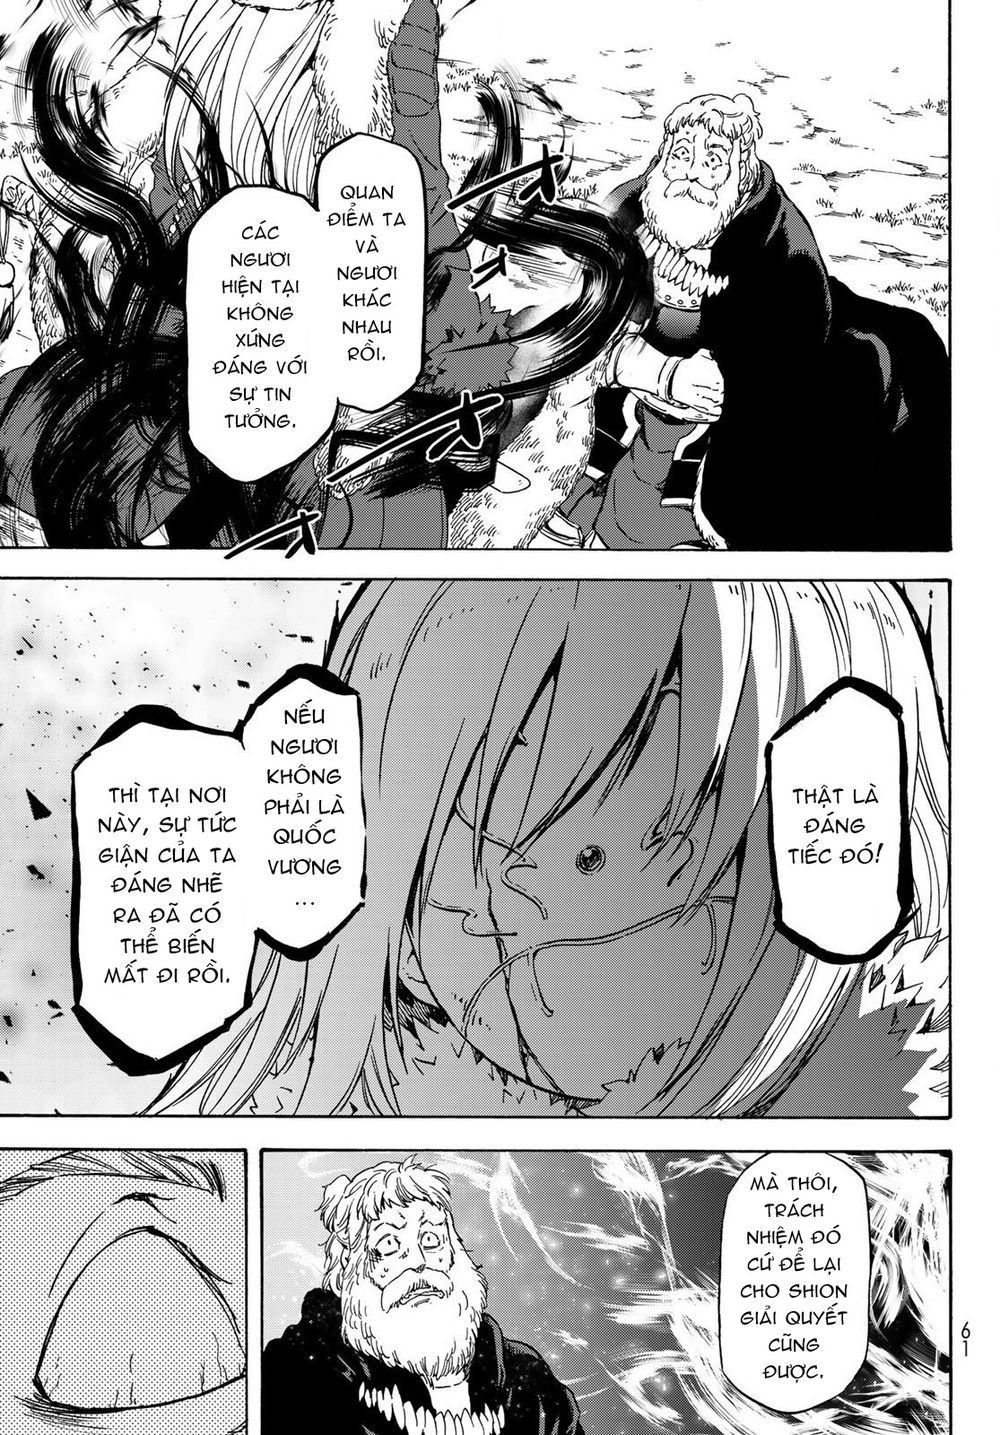 QUAN
ĐIỂM TA
VÀ
NGƯƠI
KHÁC
NHAU
RỒI.
CÁC
NGƯƠI
HIỆN TẠI
KHÔNG
XỨNG
ĐÁNG VỚI
SỰ TIN
TƯỞNG.
THẬT LÀ
ĐÁNG
TIẾC ĐÓ!
NẾU
NGƯƠI
KHÔNG
PHẢI LÀ
QUỐC
VƯƠNG
...
THÌ TẠI NƠI
NÀY, SỰ TỨC
GIẬN CỦA TA
ĐÁNG NHẼ
RA ĐÃ CÓ
THỂ BIẾN
MẤT ĐI RỒI.
MÀ THÔI,
TRÁCH
NHIỆM ĐÓ
CỨ ĐỂ LẠI
CHO SHION
GIẢI QUYẾT
CŨNG
ĐƯỢC.
61